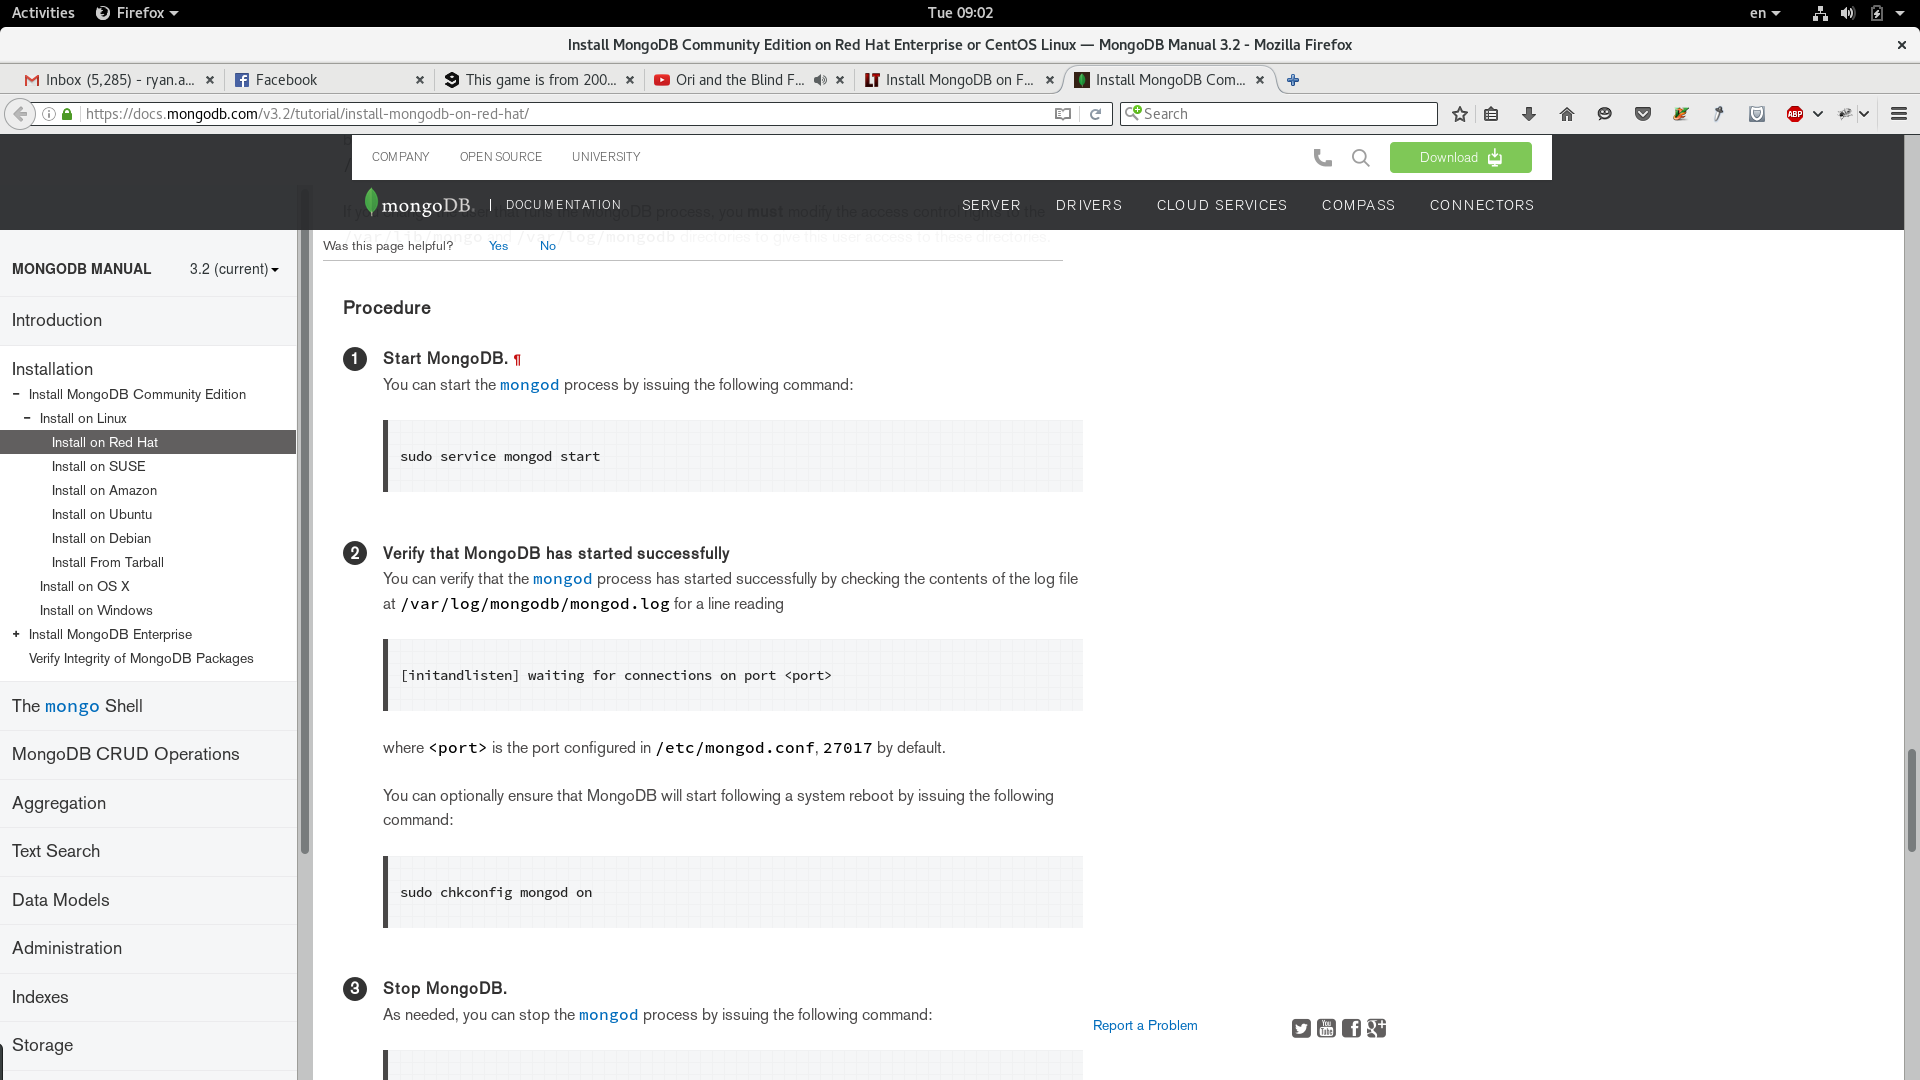 Activities Firefox Tue 09:02 en
Install MongoDB Community Edition on Red Hat Enterprise or CentOS Linux — MongoDB Manual 3.2 - Mozilla Firefox
Inbox (5,285) - ryan.a... Facebook This game is from 200... Ori and the Blind F... Install MongoDB on F... Install MongoDB Com...
https://docs.mongodb.com/v3.2/tutorial/install-mongodb-on-red-hat/ Search ABP
COMPANY OPEN SOURCE UNIVERSITY Download
mongoDB. DOCUMENTATION SERVER DRIVERS CLOUD SERVICES COMPASS CONNECTORS
Was this page helpful? Yes No
MONGODB MANUAL 3.2 (current)
Introduction
Installation
Install MongoDB Community Edition
Install on Linux
Install on Red Hat
Install on SUSE
Install on Amazon
Install on Ubuntu
Install on Debian
Install From Tarball
Install on OS X
Install on Windows
Install MongoDB Enterprise
Verify Integrity of MongoDB Packages
The mongo Shell
MongoDB CRUD Operations
Aggregation
Text Search
Data Models
Administration
Indexes
Storage
Procedure
1 Start MongoDB. ¶
You can start the mongod process by issuing the following command:
sudo service mongod start
2 Verify that MongoDB has started successfully
You can verify that the mongod process has started successfully by checking the contents of the log file
at /var/log/mongodb/mongod.log for a line reading
[initandlisten] waiting for connections on port <port>
where <port> is the port configured in /etc/mongod.conf, 27017 by default.
You can optionally ensure that MongoDB will start following a system reboot by issuing the following
command:
sudo chkconfig mongod on
3 Stop MongoDB.
As needed, you can stop the mongod process by issuing the following command:
Report a Problem